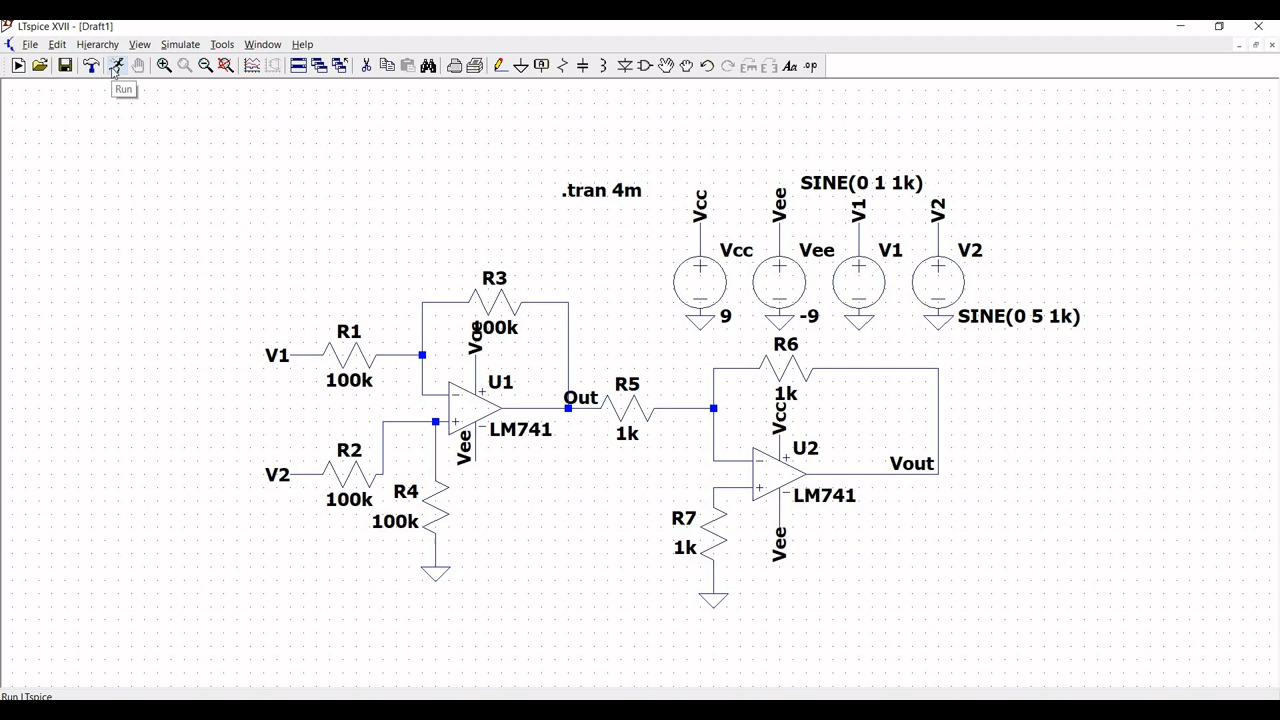 LTspice XVII - [Draft1]
File Edit Hierarchy View Simulate Tools Window Help
Aa .op
Run
.tran 4m
SINE(0 1 1k)
Vcc
Vee
V1
V2
Vcc
Vee
V1
V2
9
-9
SINE(0 5 1k)
R3
100k
Vcc
R1
V1
100k
U1
LM741
Vee
R2
V2
100k
R4
100k
Out
R5
1k
R6
1k
Vcc
U2
Vout
LM741
Vee
R7
1k
Run LTspice